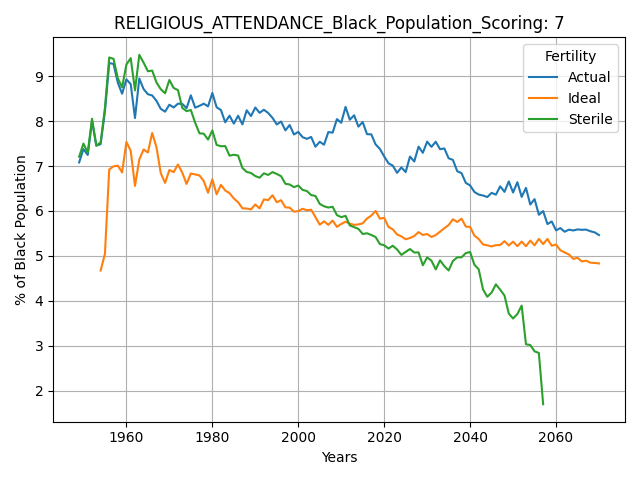 RELIGIOUS_ATTENDANCE_Black_Population_Scoring: 7
Fertility
Actual
Ideal
Sterile
% of Black Population
9
8
7
6
5
4
3
2
1960 1980 2000 2020 2040 2060
Years